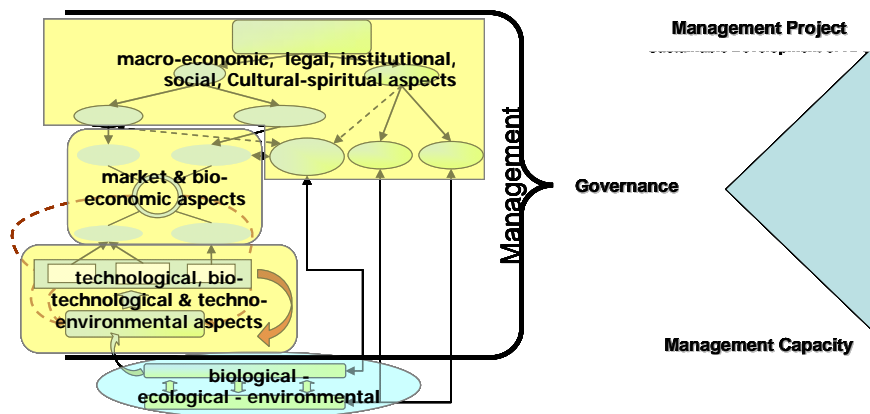 Management Project
macro-economic, legal, institutional,
social, Cultural-spiritual aspects
Management
market & bio-
economic aspects
Governance
technological, bio-
technological & techno-
environmental aspects
Management Capacity
biological -
ecological - environmental